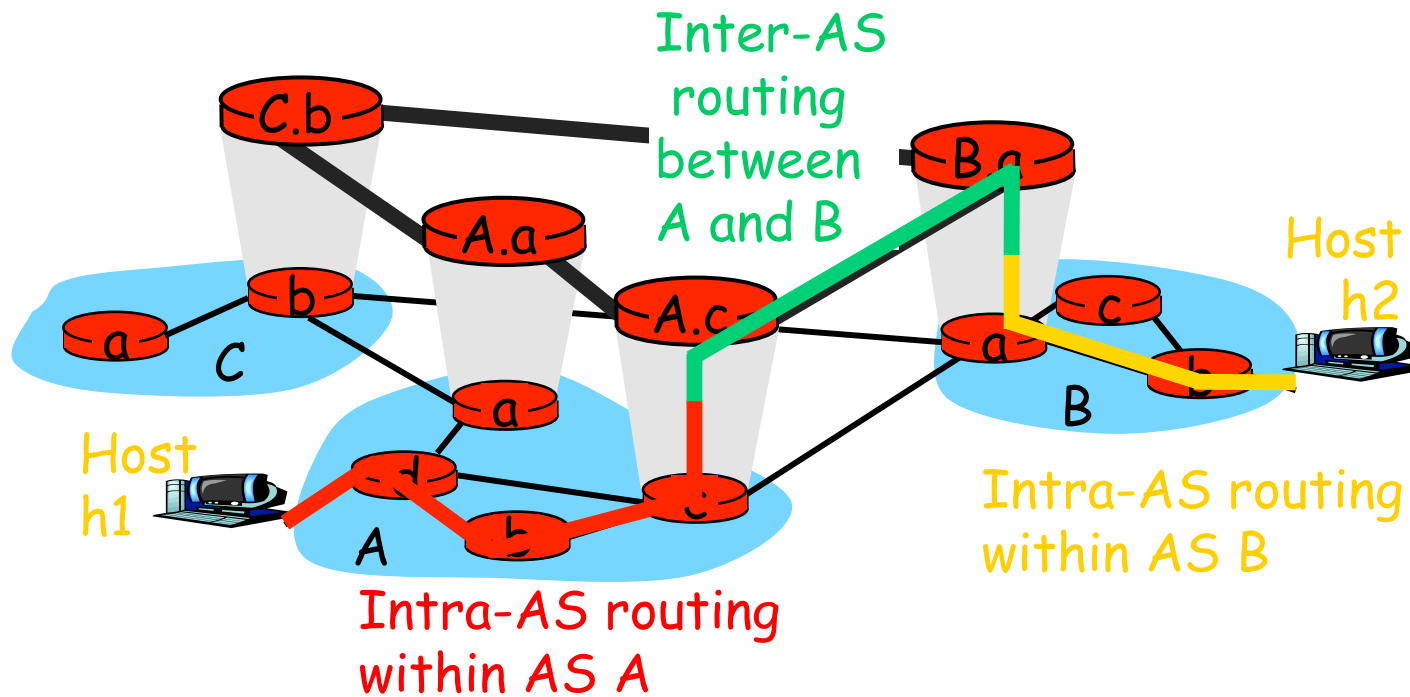 Inter-AS
routing
between
A and B
C.b
B.a
A.a
A.c
Host
h2
b
a
C
a
c
a
b
B
Host
h1
d
c
b
A
Intra-AS routing
within AS B
Intra-AS routing
within AS A